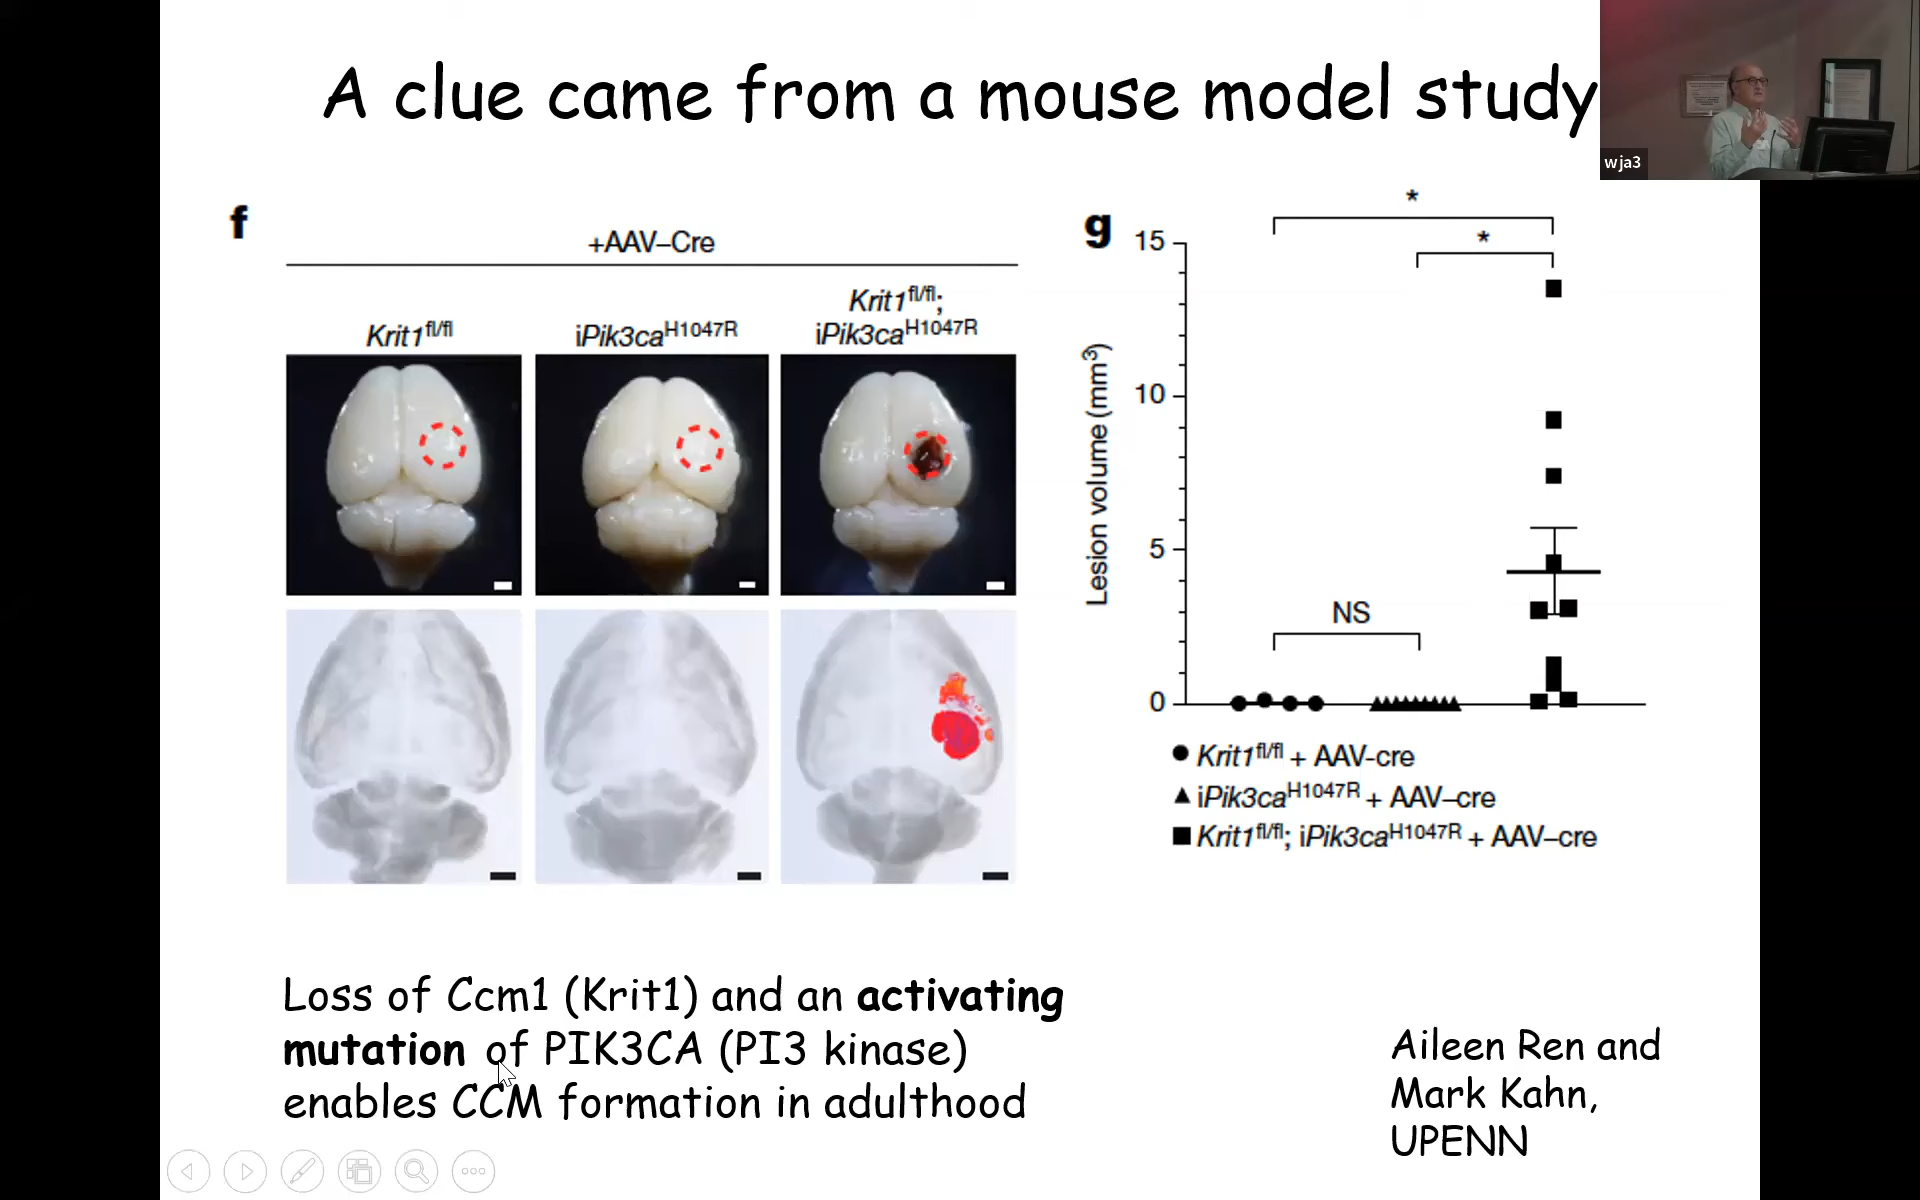 A clue came from a mouse model study
wja3
f
+AAV–Cre
Krit1fl/fl
iPik3caH1047R
Krit1fl/fl;
iPik3caH1047R
g
*
*
15
10
5
0
Lesion volume (mm3)
NS
Krit1fl/fl + AAV-cre
iPik3caH1047R + AAV–cre
Krit1fl/fl; iPik3caH1047R + AAV–cre
Loss of Ccm1 (Krit1) and an activating
mutation of PIK3CA (PI3 kinase)
enables CCM formation in adulthood
Aileen Ren and
Mark Kahn,
UPENN